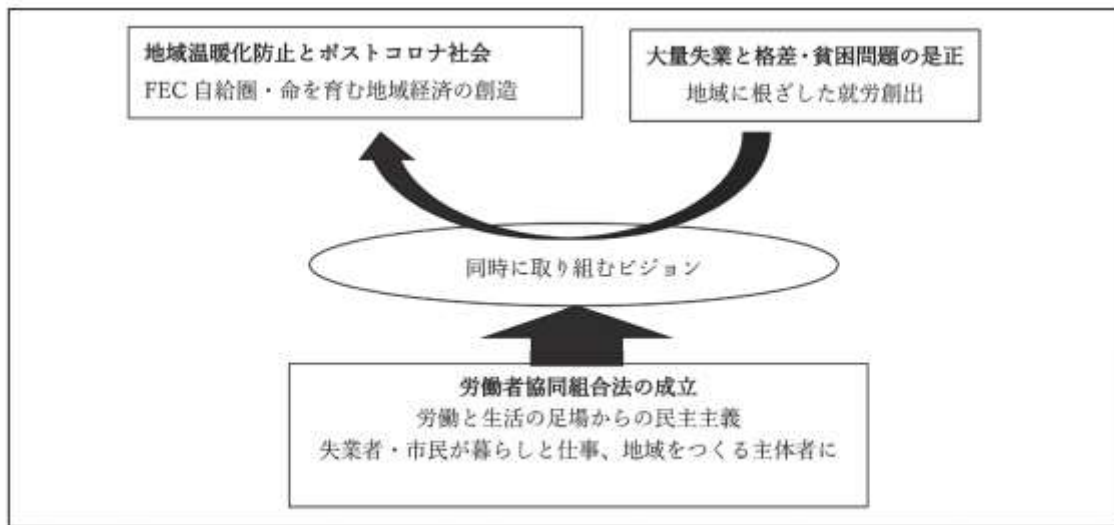 地域温暖化防止とポストコロナ社会
FEC 自給圏・命を育む地域経済の創造
大量失業と格差・貧困問題の是正
地域に根ざした就労創出
同時に取り組むビジョン
労働者協同組合法の成立
労働と生活の足場からの民主主義
失業者・市民が暮らしと仕事、地域をつくる主体者に